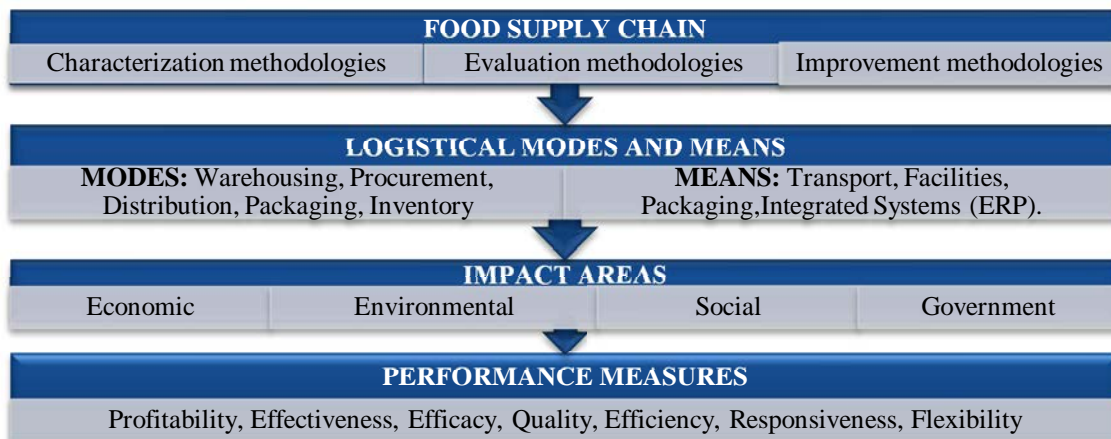 FOOD SUPPLY CHAIN
Characterization methodologies Evaluation methodologies Improvement methodologies
LOGISTICAL MODES AND MEANS
MODES: Warehousing, Procurement,
Distribution, Packaging, Inventory
MEANS: Transport, Facilities,
Packaging,Integrated Systems (ERP).
IMPACT AREAS
Economic Environmental Social Government
PERFORMANCE MEASURES
Profitability, Effectiveness, Efficacy, Quality, Efficiency, Responsiveness, Flexibility